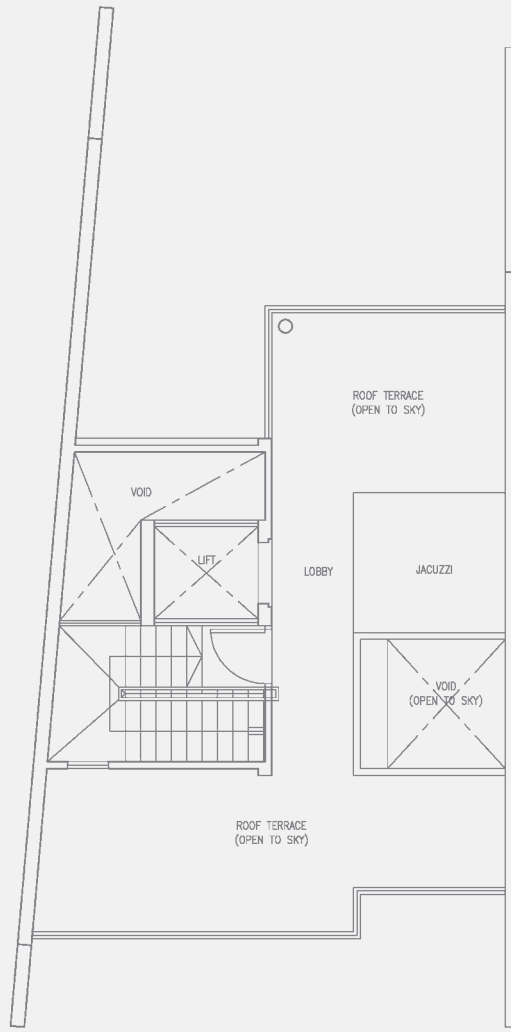 ROOF TERRACE
(OPEN TO SKY)
VOID
LIFT
LOBBY
JACUZZI
VOID
(OPEN TO SKY)
ROOF TERRACE
(OPEN TO SKY)